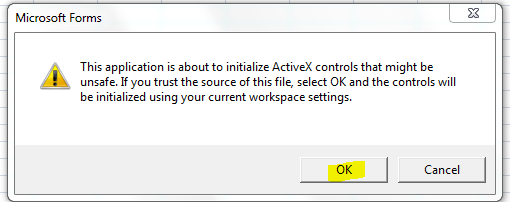 Microsoft Forms
This application is about to initialize ActiveX controls that might be
unsafe. If you trust the source of this file, select OK and the controls will
be initialized using your current workspace settings.
OK
Cancel